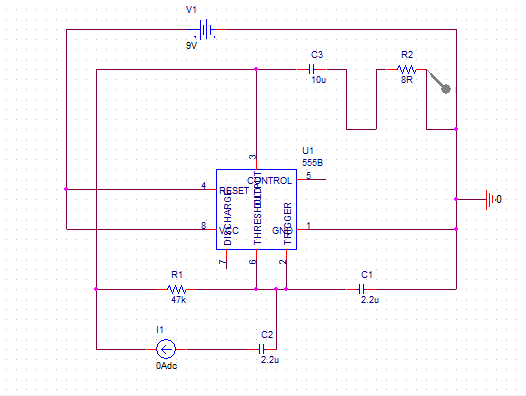 V1
9V
C3
10u
R2
8R
U1
555B
3
CONTROL
5
OUTPUT
4
RESET
0
8
VCC
DISCHARGE
THRESHOLD
TRIGGER
GND
1
7
6
2
R1
47k
C1
2.2u
I1
0Adc
C2
2.2u